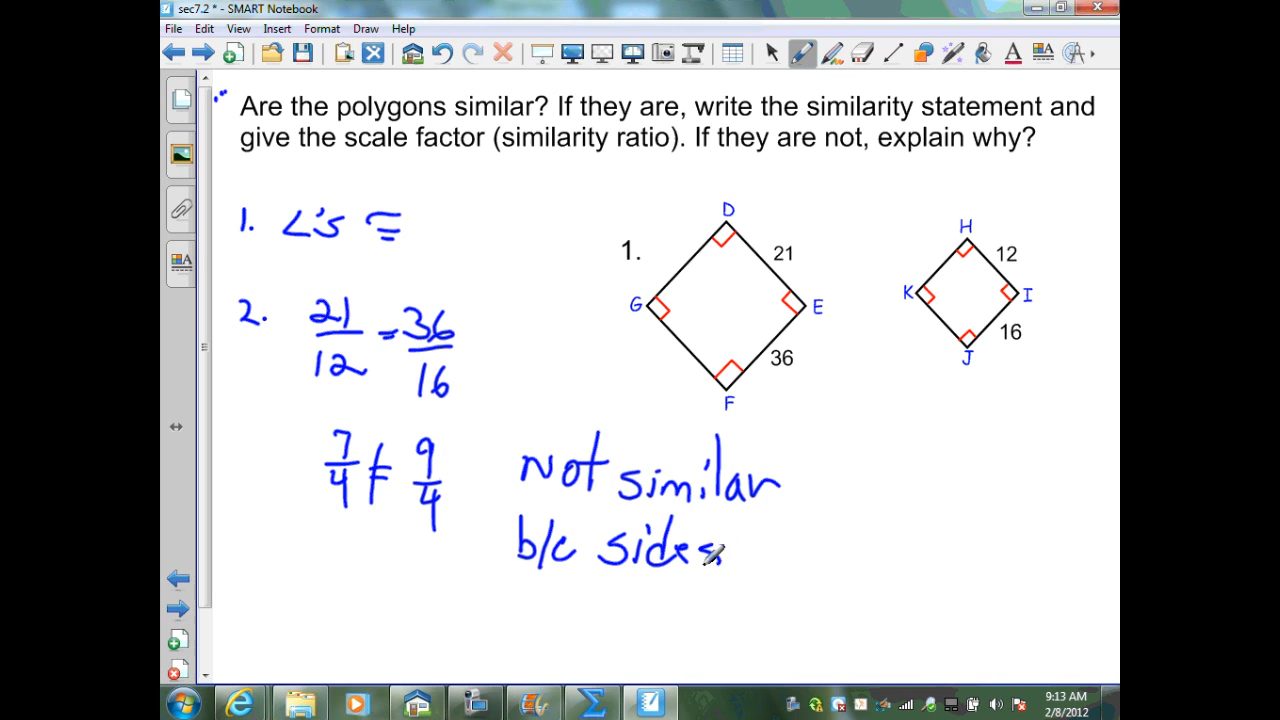 sec7.2 * - SMART Notebook
File Edit View Insert Format Draw Help
Are the polygons similar? If they are, write the similarity statement and
give the scale factor (similarity ratio). If they are not, explain why?
1. ∠'s ≅
2. 21/12 = 36/16
7/4 ≠ 9/4
not similar
b/c sides
1.
D
21
G
E
36
F
H
12
K
I
16
J
9:13 AM
2/8/2012